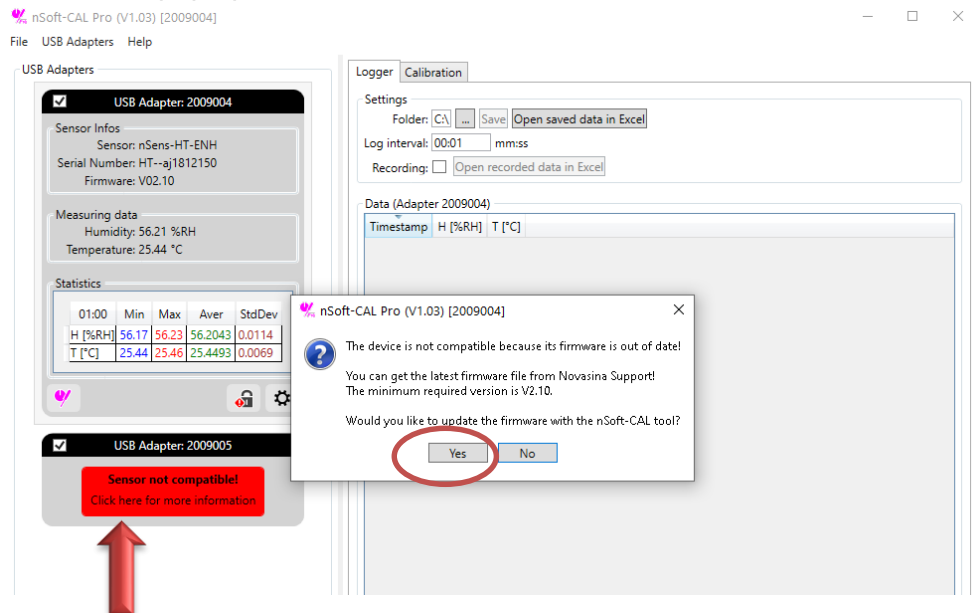 nSoft-CAL Pro (V1.03) [2009004]
File USB Adapters Help
USB Adapters
USB Adapter: 2009004
Sensor Infos
Sensor: nSens-HT-ENH
Serial Number: HT--aj1812150
Firmware: V02.10
Measuring data
Humidity: 56.21 %RH
Temperature: 25.44 °C
Statistics
01:00 Min Max Aver StdDev
H [%RH] 56.17 56.23 56.2043 0.0114
T [°C] 25.44 25.46 25.4493 0.0069
USB Adapter: 2009005
Sensor not compatible!
Click here for more information
Logger Calibration
Settings
Folder: C:\ ... Save Open saved data in Excel
Log interval: 00:01 mm:ss
Recording: Open recorded data in Excel
Data (Adapter 2009004)
Timestamp H [%RH] T [°C]
nSoft-CAL Pro (V1.03) [2009004]
The device is not compatible because its firmware is out of date!
You can get the latest firmware file from Novasina Support!
The minimum required version is V2.10.
Would you like to update the firmware with the nSoft-CAL tool?
Yes No